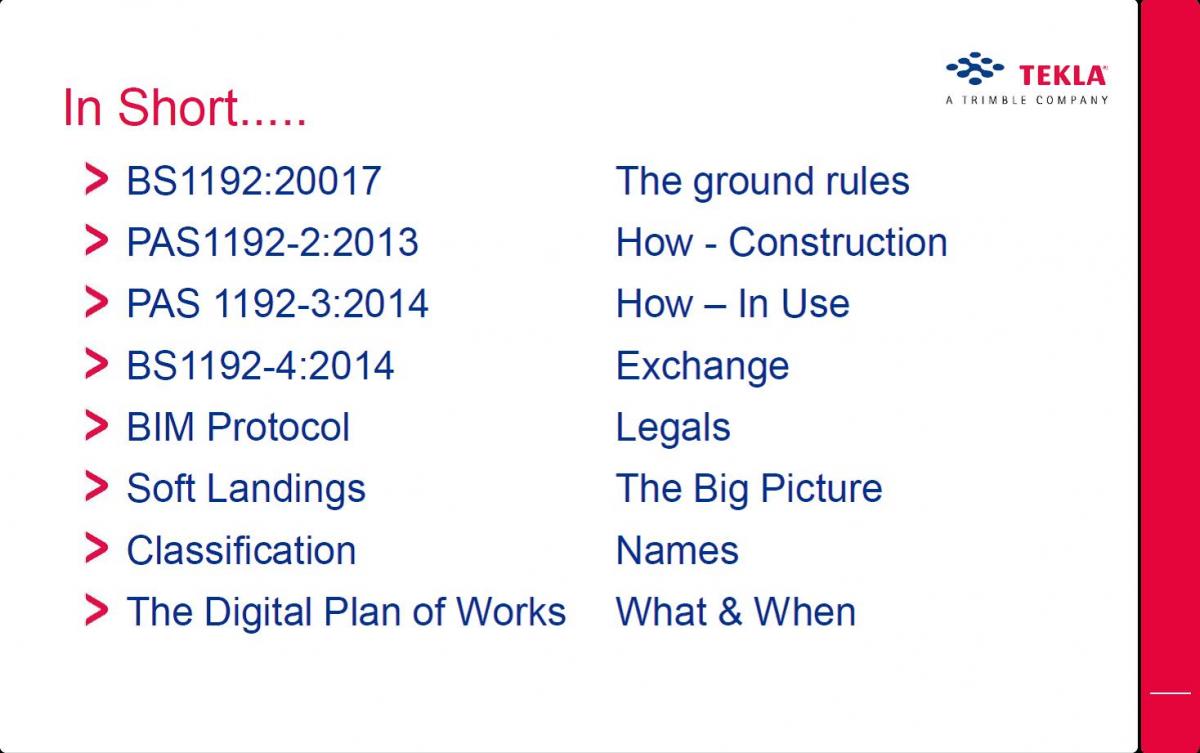 TEKLA
A TRIMBLE COMPANY
In Short.....
> BS1192:20017 The ground rules
> PAS1192-2:2013 How - Construction
> PAS 1192-3:2014 How – In Use
> BS1192-4:2014 Exchange
> BIM Protocol Legals
> Soft Landings The Big Picture
> Classification Names
> The Digital Plan of Works What & When